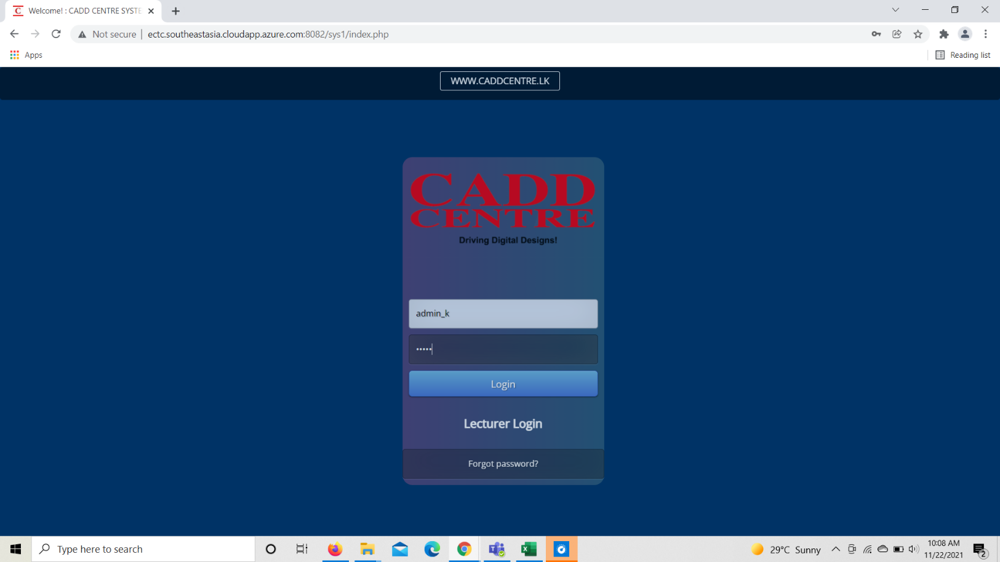 Welcome! : CADD CENTRE SYSTE
Not secure
ectc.southeastasia.cloudapp.azure.com:8082/sys1/index.php
Apps
Reading list
WWW.CADDCENTRE.LK
CADD
CENTRE
Driving Digital Designs!
admin_k
•••••
Login
Lecturer Login
Forgot password?
Type here to search
29°C Sunny
10:08 AM
11/22/2021
2